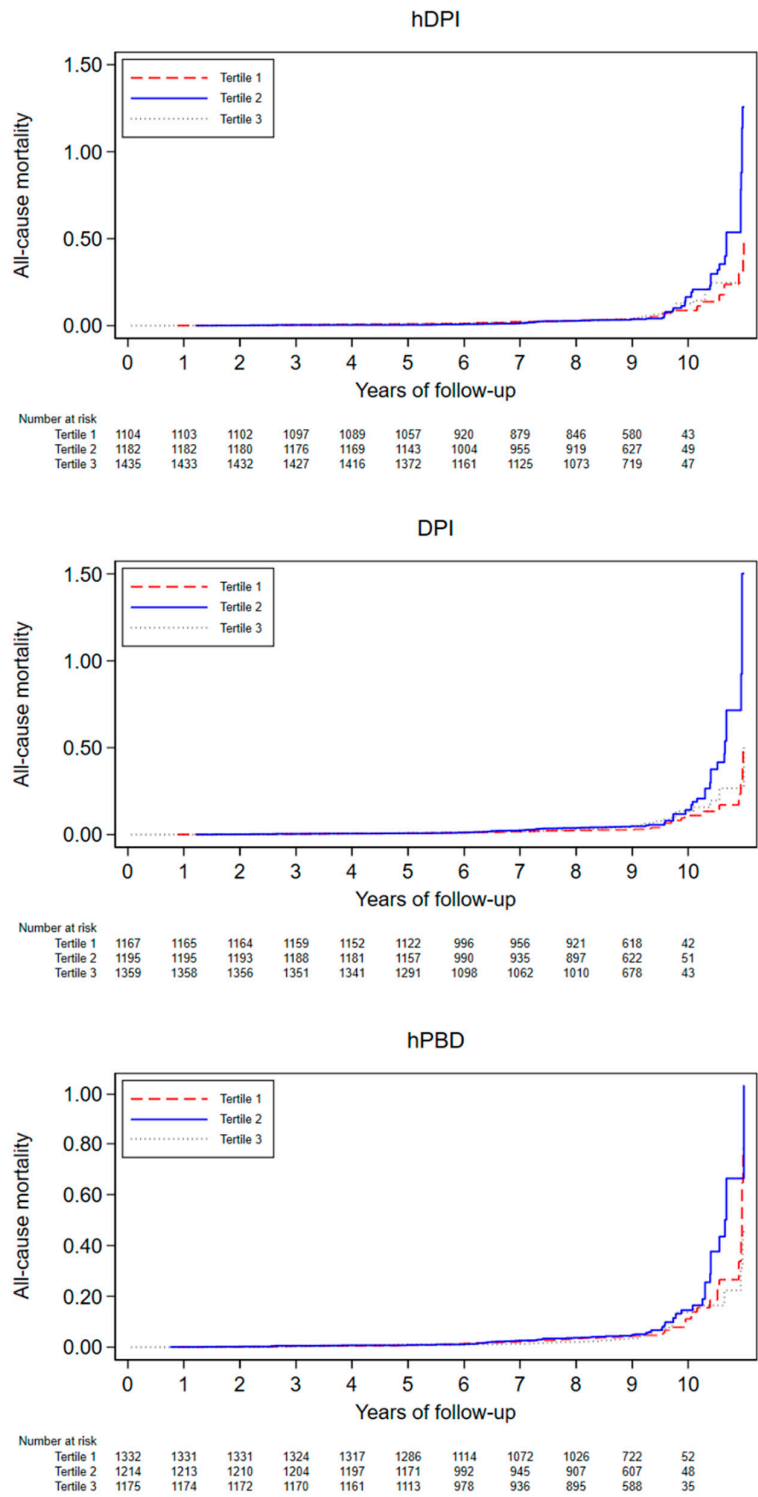 hDPI
1.50
Tertile 1
Tertile 2
Tertile 3
1.00
All-cause mortality
0.50
0.00
0 1 2 3 4 5 6 7 8 9 10
Years of follow-up
Number at risk
Tertile 1 1104 1103 1102 1097 1089 1057 920 879 846 580 43
Tertile 2 1182 1182 1180 1176 1169 1143 1004 955 919 627 49
Tertile 3 1435 1433 1432 1427 1416 1372 1161 1125 1073 719 47
DPI
1.50
Tertile 1
Tertile 2
Tertile 3
1.00
All-cause mortality
0.50
0.00
0 1 2 3 4 5 6 7 8 9 10
Years of follow-up
Number at risk
Tertile 1 1167 1165 1164 1159 1152 1122 996 956 921 618 42
Tertile 2 1195 1195 1193 1188 1181 1157 990 935 897 622 51
Tertile 3 1359 1358 1356 1351 1341 1291 1098 1062 1010 678 43
hPBD
1.00
Tertile 1
Tertile 2
Tertile 3
0.80
0.60
All-cause mortality
0.40
0.20
0.00
0 1 2 3 4 5 6 7 8 9 10
Years of follow-up
Number at risk
Tertile 1 1332 1331 1331 1324 1317 1286 1114 1072 1026 722 52
Tertile 2 1214 1213 1210 1204 1197 1171 992 945 907 607 48
Tertile 3 1175 1174 1172 1170 1161 1113 978 936 895 588 35